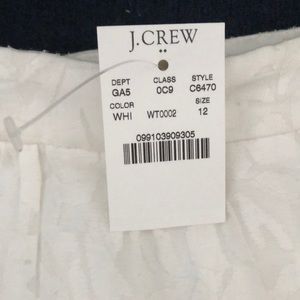 J.CREW
DEPT CLASS STYLE
GA5 0C9 C6470
COLOR SIZE
WHI WT0002 12
099103909305